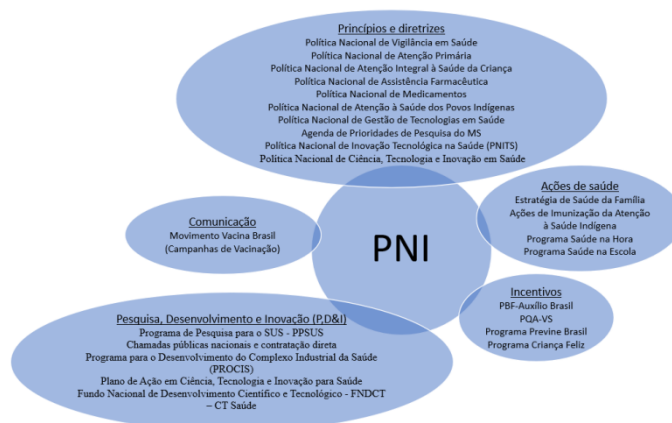 Princípios e diretrizes
Política Nacional de Vigilância em Saúde
Política Nacional de Atenção Primária
Política Nacional de Atenção Integral à Saúde da Criança
Política Nacional de Assistência Farmacêutica
Política Nacional de Medicamentos
Política Nacional de Atenção à Saúde dos Povos Indígenas
Política Nacional de Gestão de Tecnologias em Saúde
Agenda de Prioridades de Pesquisa do MS
Política Nacional de Inovação Tecnológica na Saúde (PNITS)
Política Nacional de Ciência, Tecnologia e Inovação em Saúde
Ações de saúde
Estratégia de Saúde da Família
Ações de Imunização da Atenção
à Saúde Indígena
Programa Saúde na Hora
Programa Saúde na Escola
Comunicação
Movimento Vacina Brasil
(Campanhas de Vacinação)
PNI
Incentivos
PBF-Auxílio Brasil
PQA-VS
Programa Previne Brasil
Programa Criança Feliz
Pesquisa, Desenvolvimento e Inovação (P,D&I)
Programa de Pesquisa para o SUS - PPSUS
Chamadas públicas nacionais e contratação direta
Programa para o Desenvolvimento do Complexo Industrial da Saúde
(PROCIS)
Plano de Ação em Ciência, Tecnologia e Inovação para Saúde
Fundo Nacional de Desenvolvimento Científico e Tecnológico - FNDCT
– CT Saúde